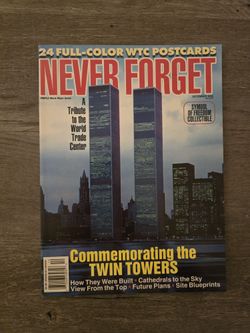 24 FULL-COLOR WTC POSTCARDS
NEVER FORGET
A
Tribute
to the
World
Trade
Center
SYMBOL
OF FREEDOM
COLLECTIBLE
Commemorating the
TWIN TOWERS
How They Were Built • Cathedrals to the Sky
View From the Top • Future Plans • Site Blueprints